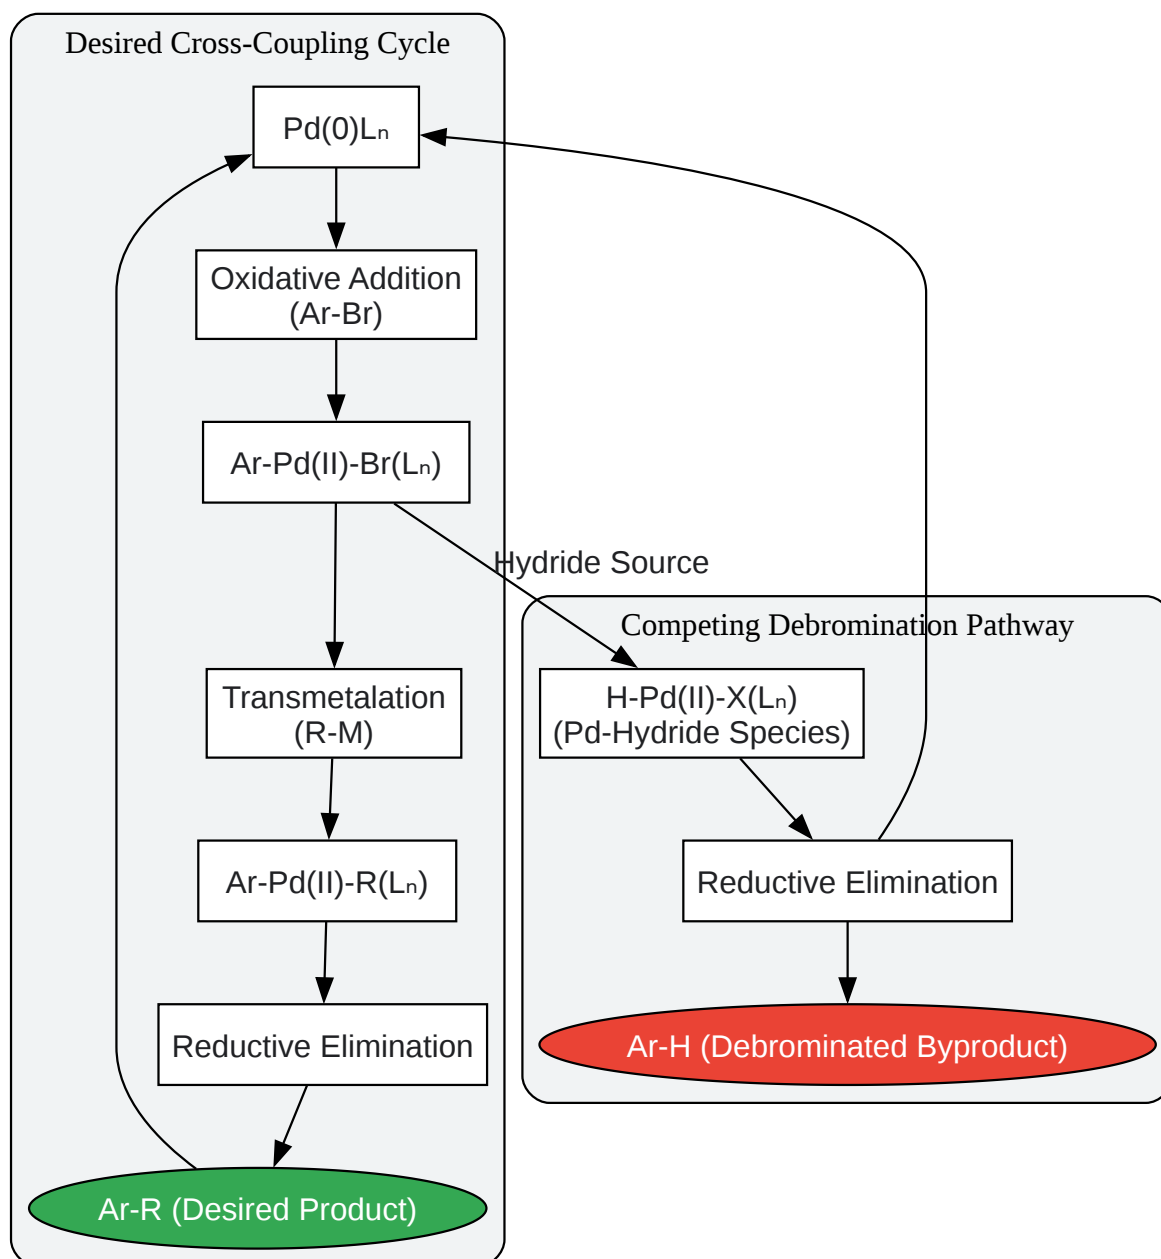 Desired Cross-Coupling Cycle
Pd(0)Lₙ
Oxidative Addition
(Ar-Br)
Ar-Pd(II)-Br(Lₙ)
Hydride Source
Transmetalation
(R-M)
Ar-Pd(II)-R(Lₙ)
Reductive Elimination
Ar-R (Desired Product)
Competing Debromination Pathway
H-Pd(II)-X(Lₙ)
(Pd-Hydride Species)
Reductive Elimination
Ar-H (Debrominated Byproduct)